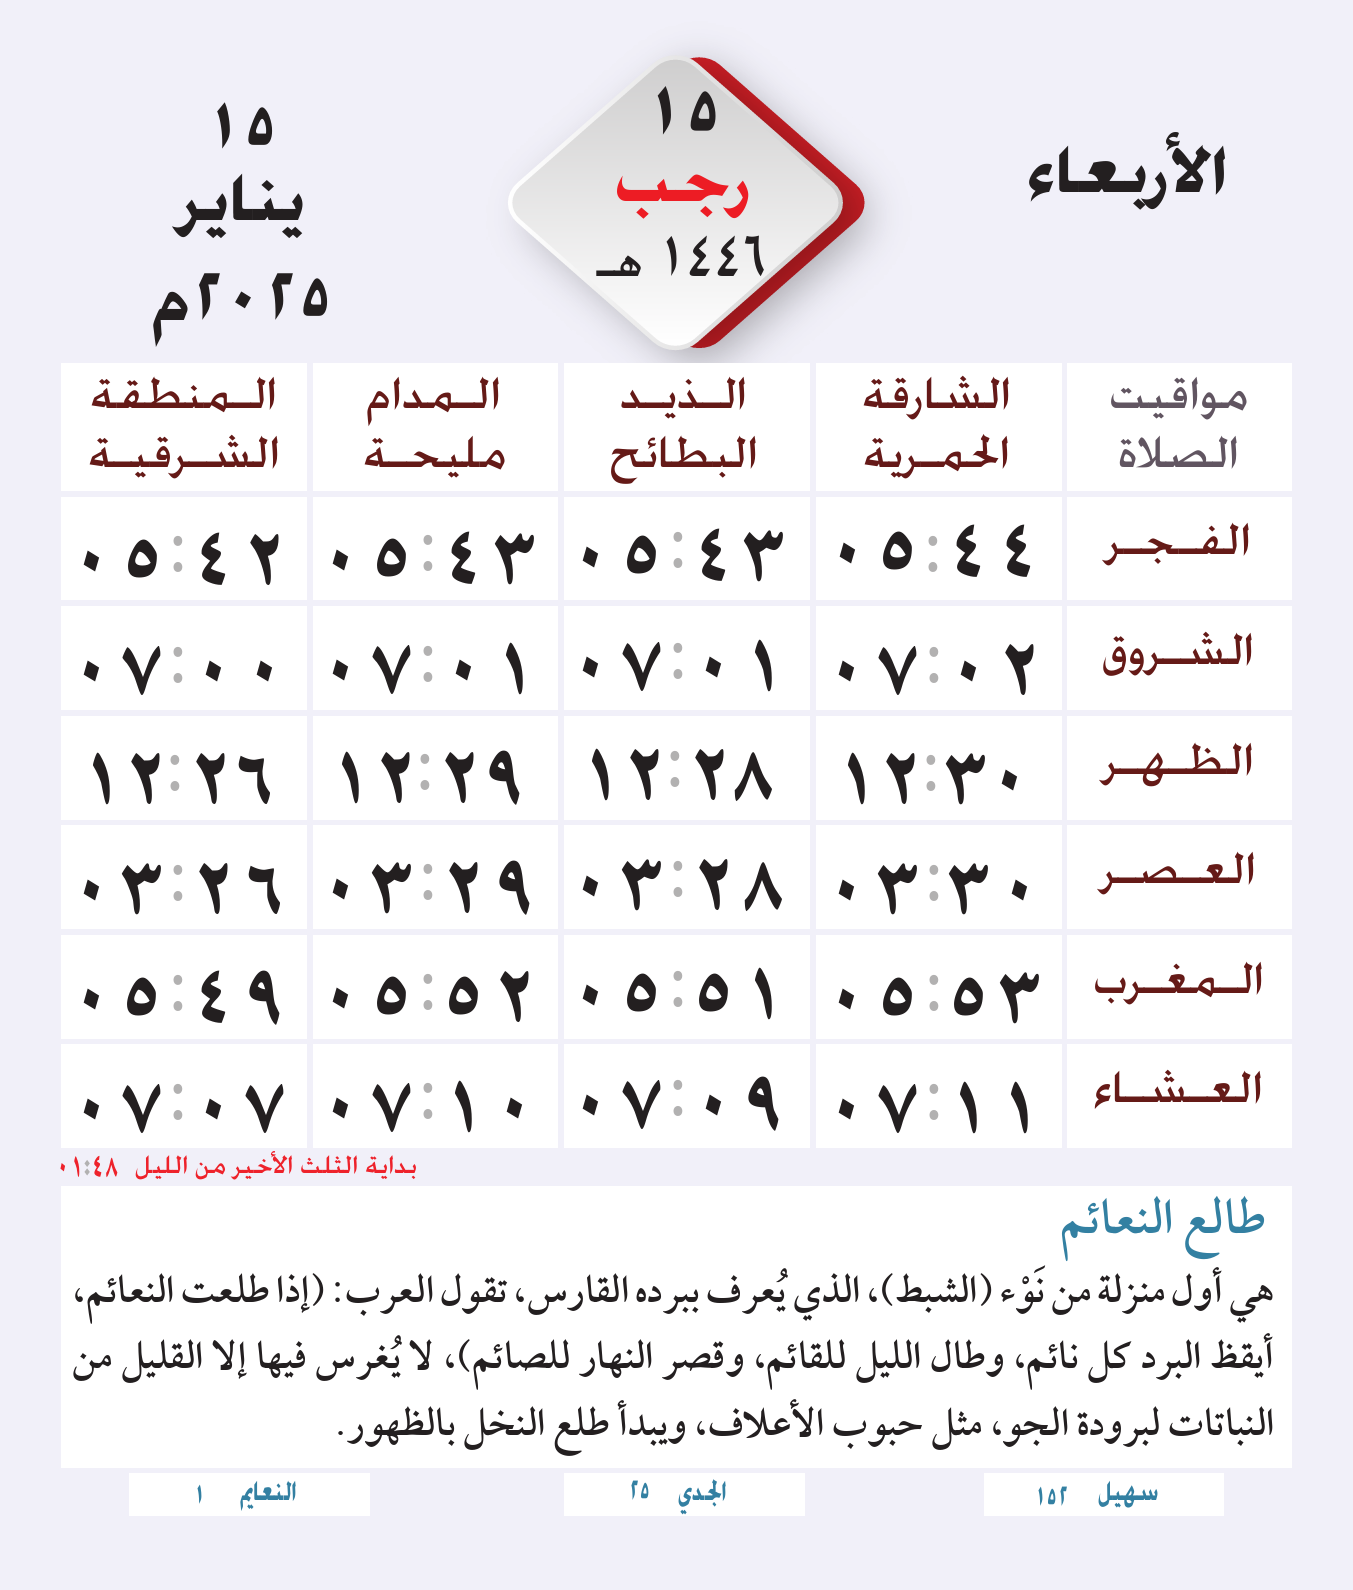 الأربعاء
١٥
رجب
١٤٤٦ هـ
١٥
يناير
٢٠٢٥م
مواقيت الصلاة	الشارقة الحمرية	الذيد البطائح	المدام مليحة	المنطقة الشرقية
الفجر	٠٥:٤٤	٠٥:٤٣	٠٥:٤٣	٠٥:٤٢
الشروق	٠٧:٠٢	٠٧:٠١	٠٧:٠١	٠٧:٠٠
الظهر	١٢:٣٠	١٢:٢٨	١٢:٢٩	١٢:٢٦
العصر	٠٣:٣٠	٠٣:٢٨	٠٣:٢٩	٠٣:٢٦
المغرب	٠٥:٥٣	٠٥:٥١	٠٥:٥٢	٠٥:٤٩
العشاء	٠٧:١١	٠٧:٠٩	٠٧:١٠	٠٧:٠٧
بداية الثلث الأخير من الليل ٠١:٤٨
طالع النعائم
هي أول منزلة من نَوْء (الشبط)، الذي يُعرف ببرده القارس، تقول العرب: (إذا طلعت النعائم،
أيقظ البرد كل نائم، وطال الليل للقائم، وقصر النهار للصائم)، لا يُغرس فيها إلا القليل من
النباتات لبرودة الجو، مثل حبوب الأعلاف، ويبدأ طلع النخل بالظهور.
سهيل ١٥٢
الجدي ٢٥
النعايم ١